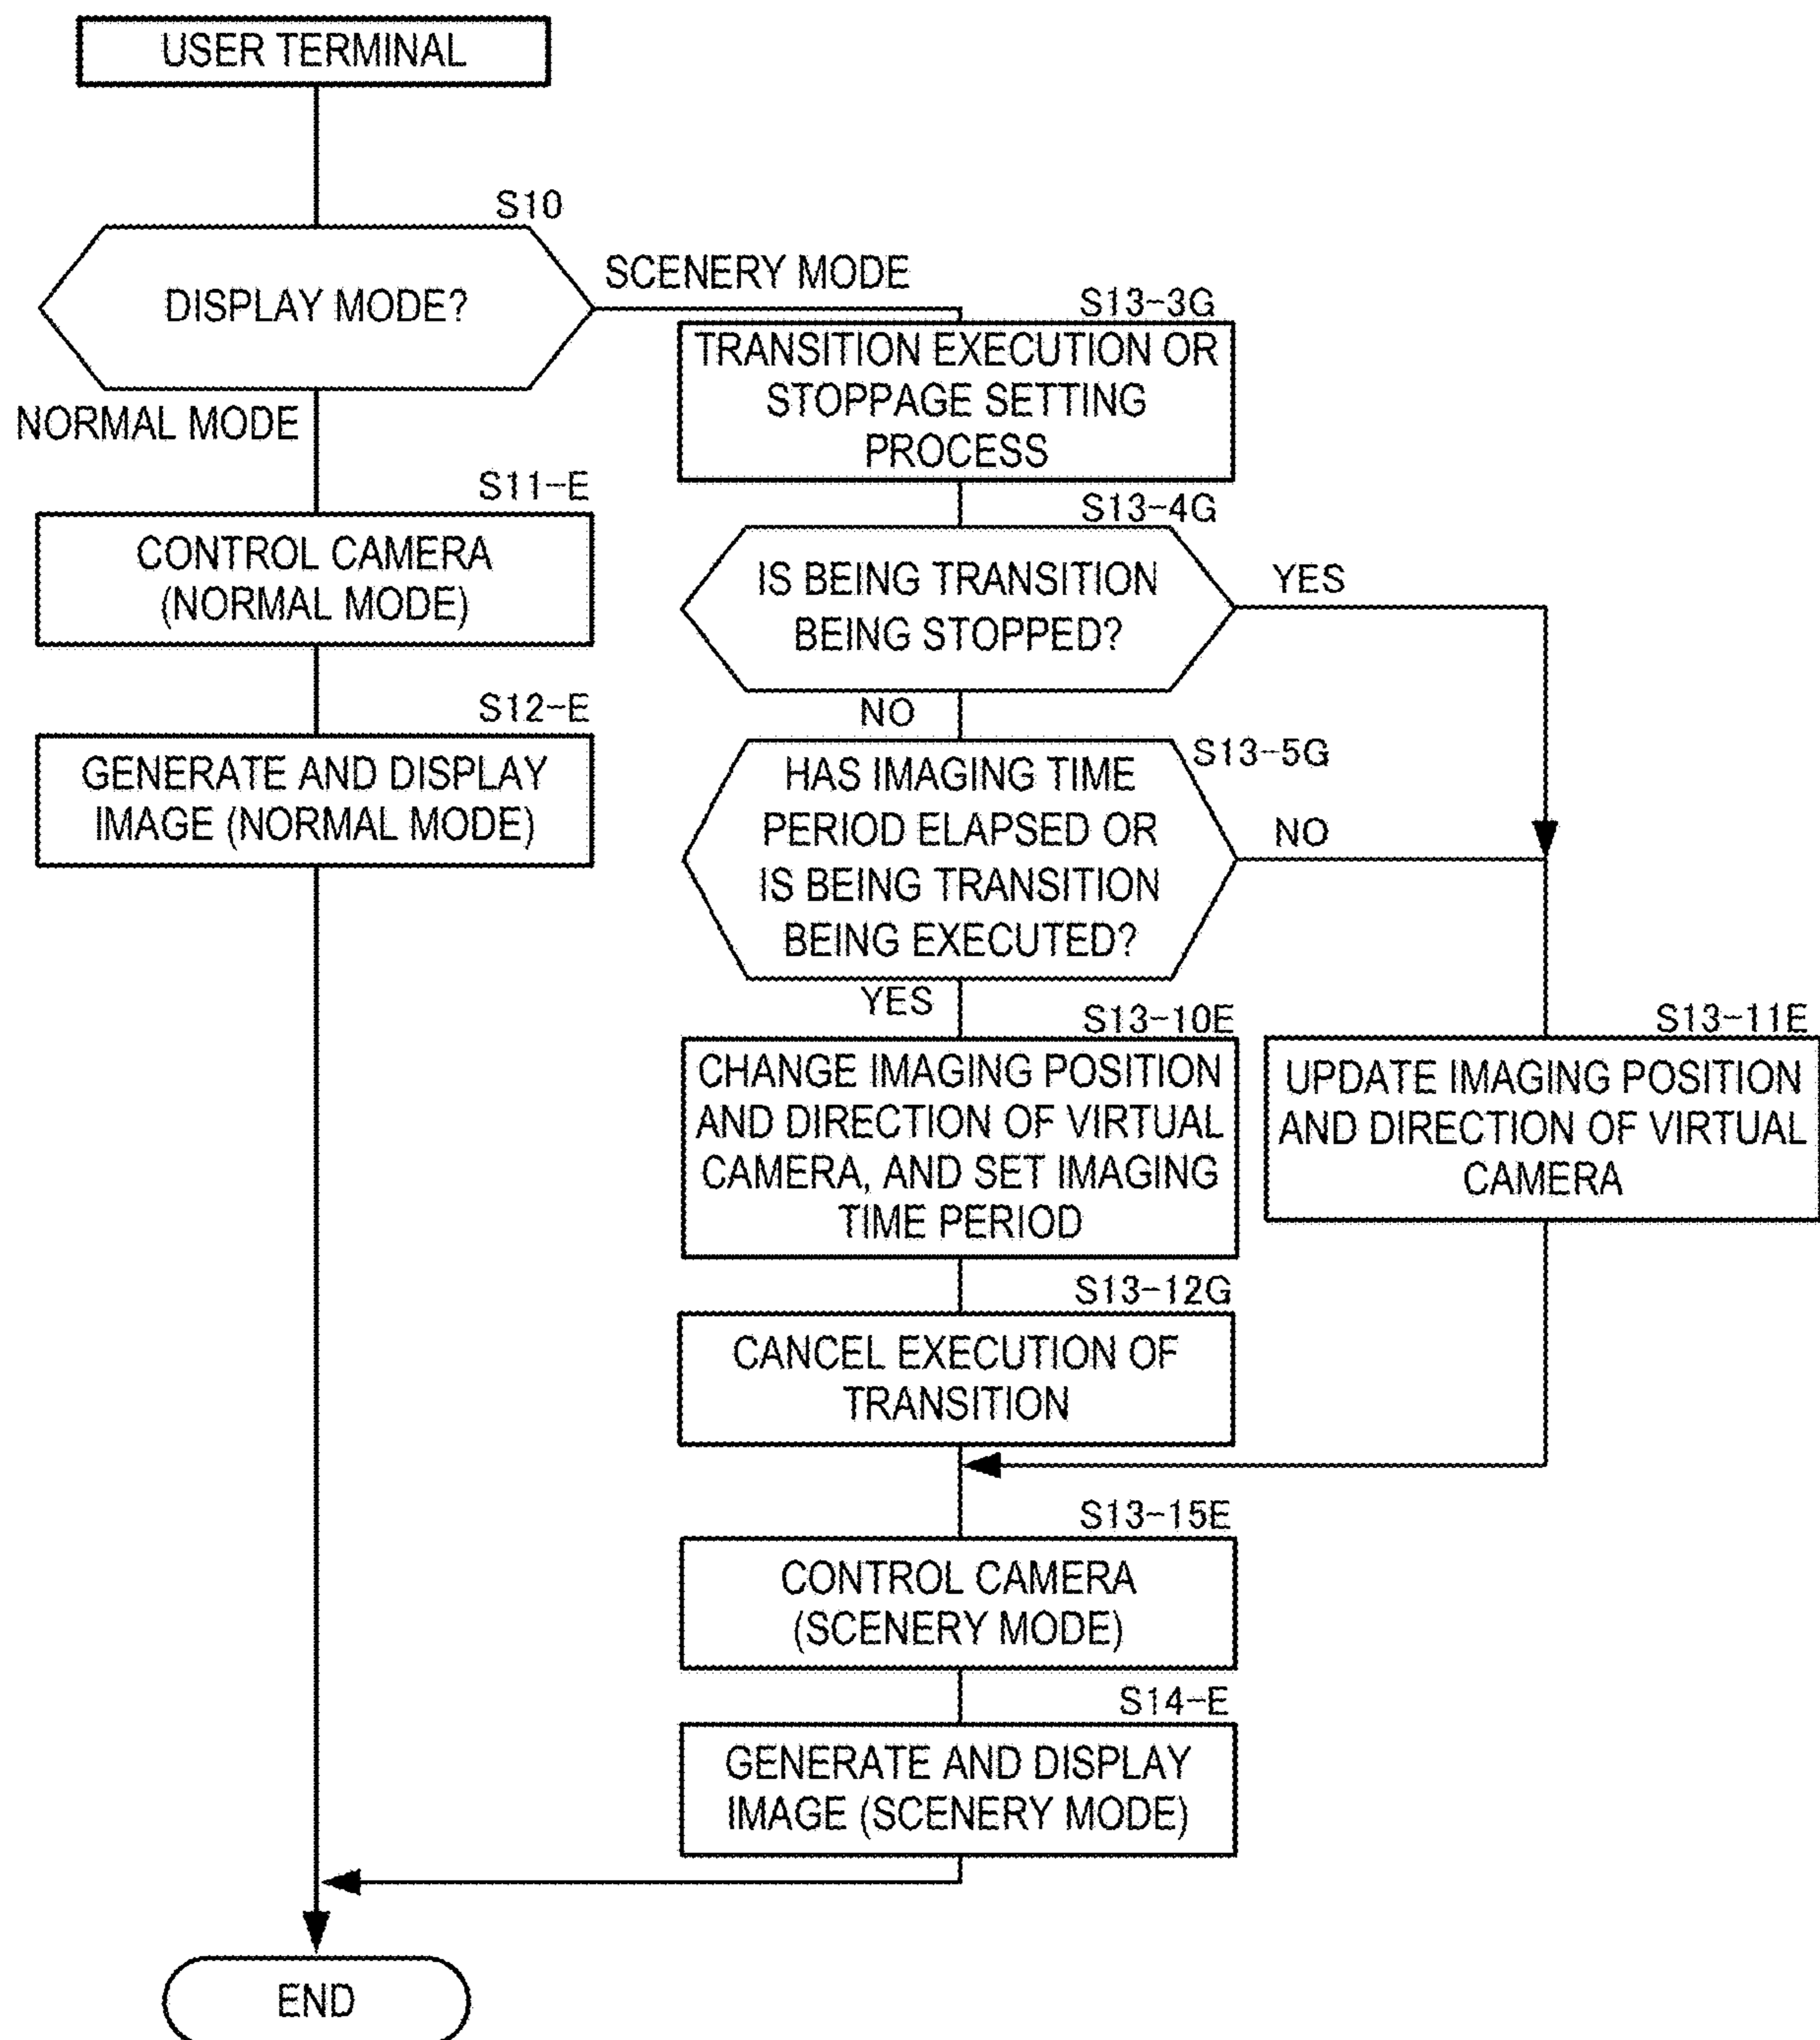 USER TERMINAL
S10
DISPLAY MODE?
SCENERY MODE
NORMAL MODE
S11-E
CONTROL CAMERA
(NORMAL MODE)
S12-E
GENERATE AND DISPLAY
IMAGE (NORMAL MODE)
S13-3G
TRANSITION EXECUTION OR
STOPPAGE SETTING
PROCESS
S13-4G
IS BEING TRANSITION
BEING STOPPED?
YES
NO
S13-5G
HAS IMAGING TIME
PERIOD ELAPSED OR
IS BEING TRANSITION
BEING EXECUTED?
NO
YES
S13-10E
CHANGE IMAGING POSITION
AND DIRECTION OF VIRTUAL
CAMERA, AND SET IMAGING
TIME PERIOD
S13-11E
UPDATE IMAGING POSITION
AND DIRECTION OF VIRTUAL
CAMERA
S13-12G
CANCEL EXECUTION OF
TRANSITION
S13-15E
CONTROL CAMERA
(SCENERY MODE)
S14-E
GENERATE AND DISPLAY
IMAGE (SCENERY MODE)
END